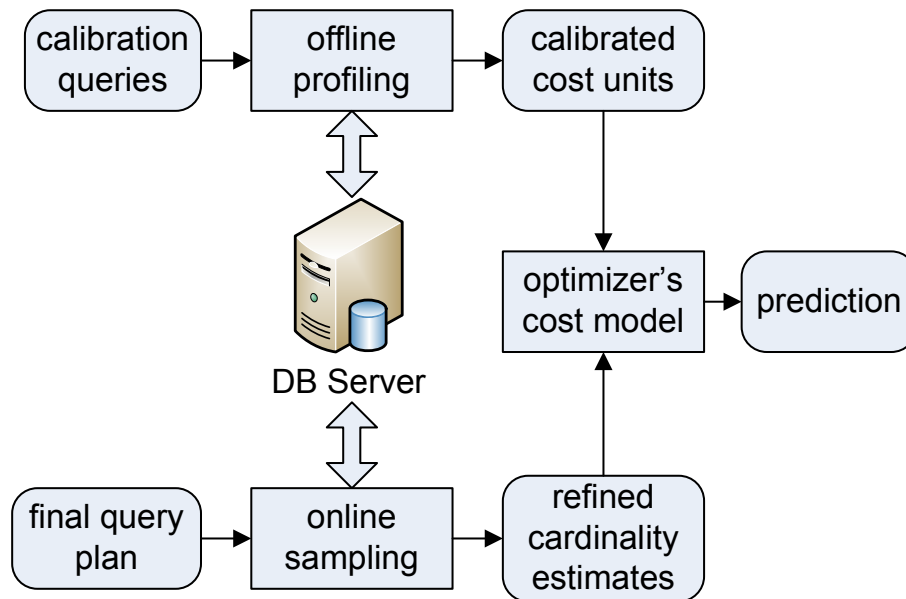 calibration
queries
offline
profiling
calibrated
cost units
optimizer's
cost model
prediction
DB Server
final query
plan
online
sampling
refined
cardinality
estimates